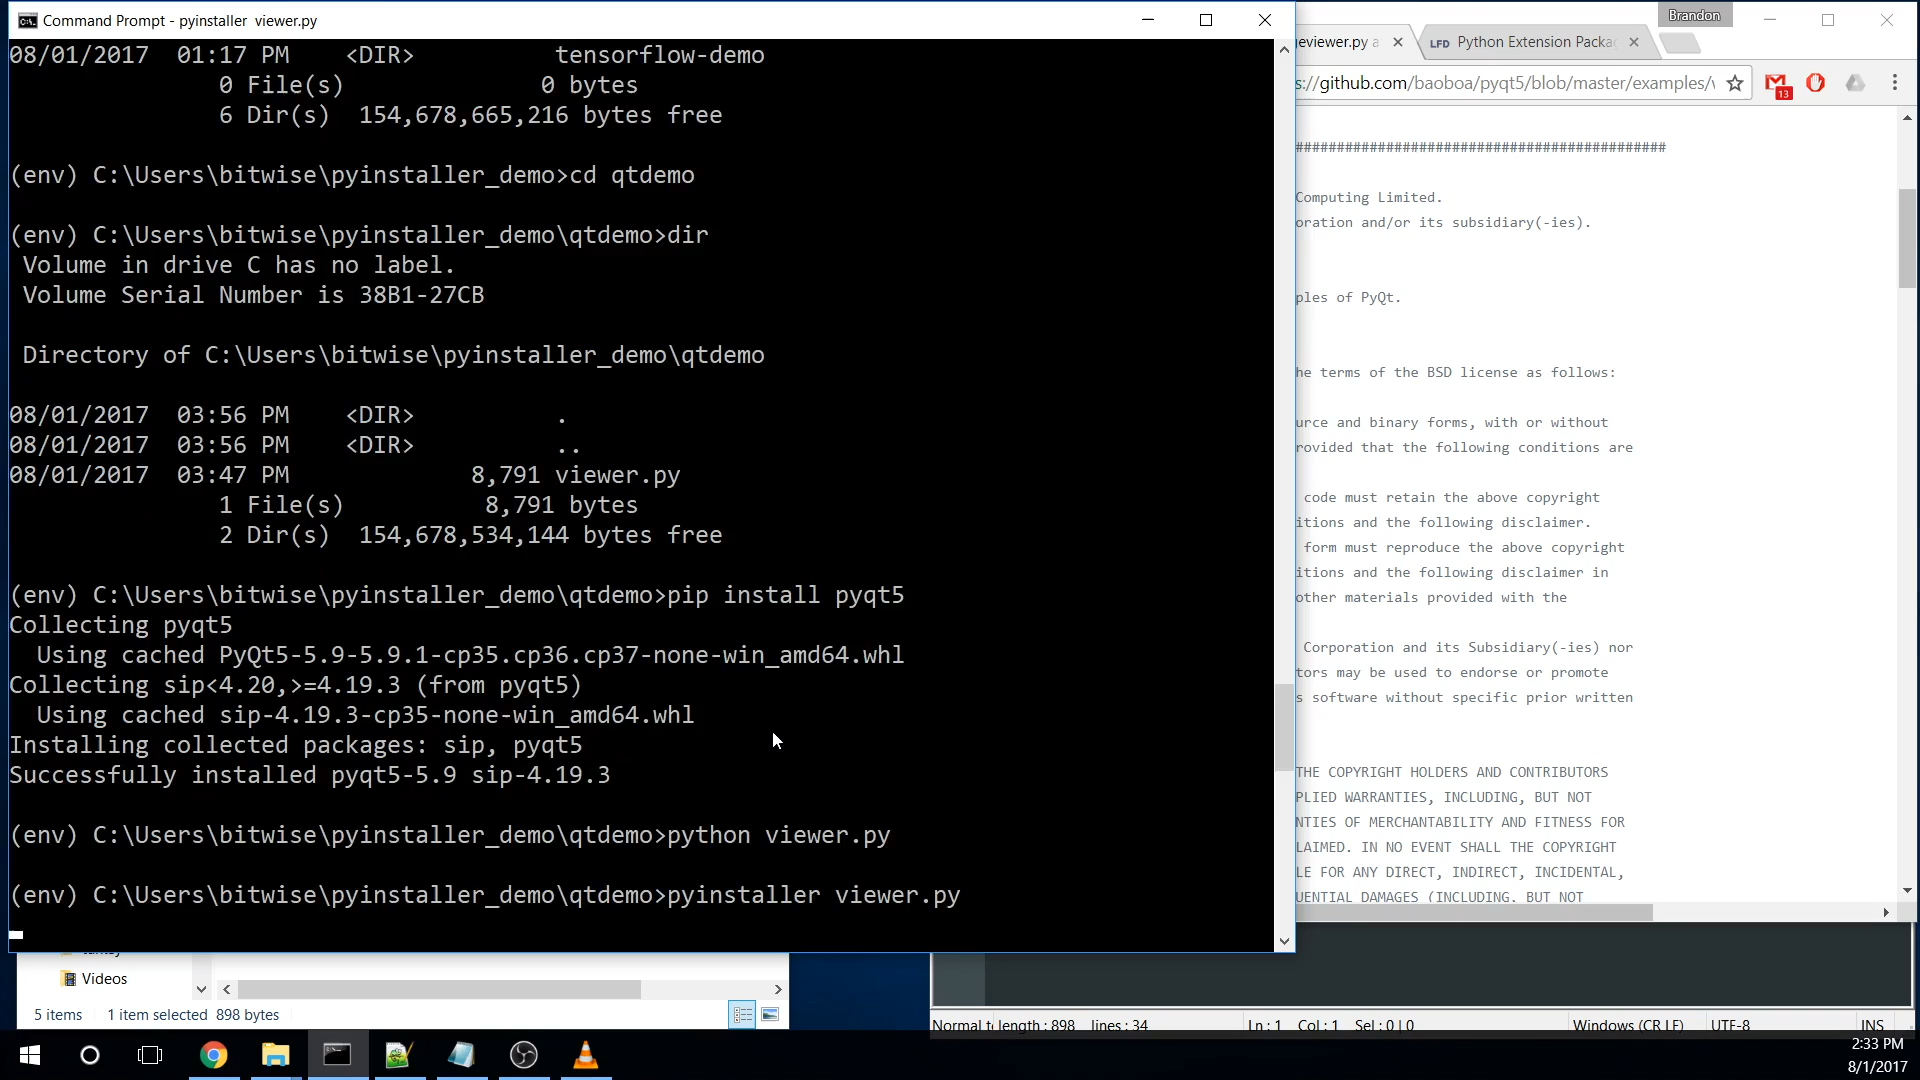 Command Prompt - pyinstaller  viewer.py
08/01/2017  01:17 PM    <DIR>          tensorflow-demo
0 File(s)              0 bytes
6 Dir(s)  154,678,665,216 bytes free
(env) C:\Users\bitwise\pyinstaller_demo>cd qtdemo
(env) C:\Users\bitwise\pyinstaller_demo\qtdemo>dir
Volume in drive C has no label.
Volume Serial Number is 38B1-27CB
Directory of C:\Users\bitwise\pyinstaller_demo\qtdemo
08/01/2017  03:56 PM    <DIR>          .
08/01/2017  03:56 PM    <DIR>          ..
08/01/2017  03:47 PM             8,791 viewer.py
1 File(s)          8,791 bytes
2 Dir(s)  154,678,534,144 bytes free
(env) C:\Users\bitwise\pyinstaller_demo\qtdemo>pip install pyqt5
Collecting pyqt5
Using cached PyQt5-5.9-5.9.1-cp35.cp36.cp37-none-win_amd64.whl
Collecting sip<4.20,>=4.19.3 (from pyqt5)
Using cached sip-4.19.3-cp35-none-win_amd64.whl
Installing collected packages: sip, pyqt5
Successfully installed pyqt5-5.9 sip-4.19.3
(env) C:\Users\bitwise\pyinstaller_demo\qtdemo>python viewer.py
(env) C:\Users\bitwise\pyinstaller_demo\qtdemo>pyinstaller viewer.py
Brandon
geviewer.py a
LFD Python Extension Packa
s://github.com/baoboa/pyqt5/blob/master/examples/
13
#############################################
Computing Limited.
oration and/or its subsidiary(-ies).
ples of PyQt.
he terms of the BSD license as follows:
urce and binary forms, with or without
rovided that the following conditions are
code must retain the above copyright
itions and the following disclaimer.
form must reproduce the above copyright
itions and the following disclaimer in
other materials provided with the
Corporation and its Subsidiary(-ies) nor
tors may be used to endorse or promote
s software without specific prior written
THE COPYRIGHT HOLDERS AND CONTRIBUTORS
PLIED WARRANTIES, INCLUDING, BUT NOT
NTIES OF MERCHANTABILITY AND FITNESS FOR
LAIMED. IN NO EVENT SHALL THE COPYRIGHT
LE FOR ANY DIRECT, INDIRECT, INCIDENTAL,
UENTIAL DAMAGES (INCLUDING, BUT NOT
Videos
5 items  1 item selected  898 bytes
Normal t length : 898  lines : 34  Ln : 1  Col : 1  Sel : 0 | 0  Windows (CR LF)  UTF-8  INS
2:33 PM
8/1/2017